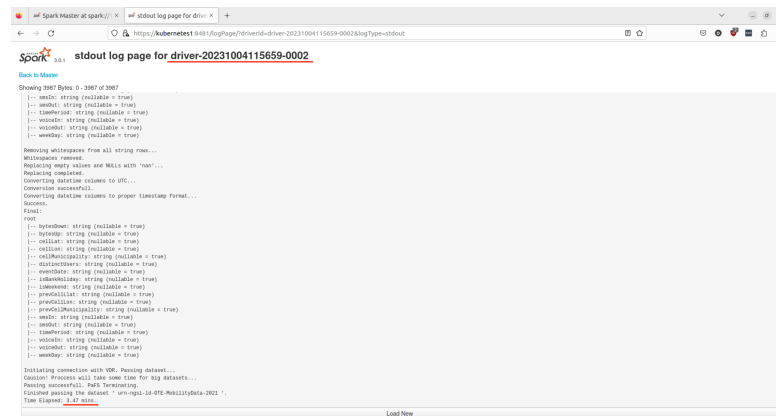 Spark Master at spark://1
stdout log page for driver
https://kubernetes1:8481/logPage/?driverId=driver-20231004115659-0002&logType=stdout
Spark 3.0.1 stdout log page for driver-20231004115659-0002
Back to Master
Showing 3987 Bytes: 0 - 3987 of 3987
|-- smsIn: string (nullable = true)
|-- smsOut: string (nullable = true)
|-- timePeriod: string (nullable = true)
|-- voiceIn: string (nullable = true)
|-- voiceOut: string (nullable = true)
|-- weekDay: string (nullable = true)
Removing whitespaces from all string rows...
Whitespaces removed.
Replacing empty values and NULLs with 'nan'...
Replacing completed.
Converting datetime columns to UTC...
Conversion successfull.
Converting datetime columns to proper timestamp format...
Success.
Final:
root
|-- bytesDown: string (nullable = true)
|-- bytesUp: string (nullable = true)
|-- cellLat: string (nullable = true)
|-- cellLon: string (nullable = true)
|-- cellMunicipality: string (nullable = true)
|-- distinctUsers: string (nullable = true)
|-- eventDate: string (nullable = true)
|-- isBankHoliday: string (nullable = true)
|-- isWeekend: string (nullable = true)
|-- prevCellLlat: string (nullable = true)
|-- prevCellLon: string (nullable = true)
|-- prevCellMunicipality: string (nullable = true)
|-- smsIn: string (nullable = true)
|-- smsOut: string (nullable = true)
|-- timePeriod: string (nullable = true)
|-- voiceIn: string (nullable = true)
|-- voiceOut: string (nullable = true)
|-- weekDay: string (nullable = true)
Initiating connection with VDR. Passing dataset...
Causion! Proccess will take some time for big datasets...
Passing successfull. PaFS Terminating.
Finished passing the dataset ' urn-ngsi-ld-OTE-MobilityData-2021 '.
Time Elapsed: 3.47 mins.
Load New